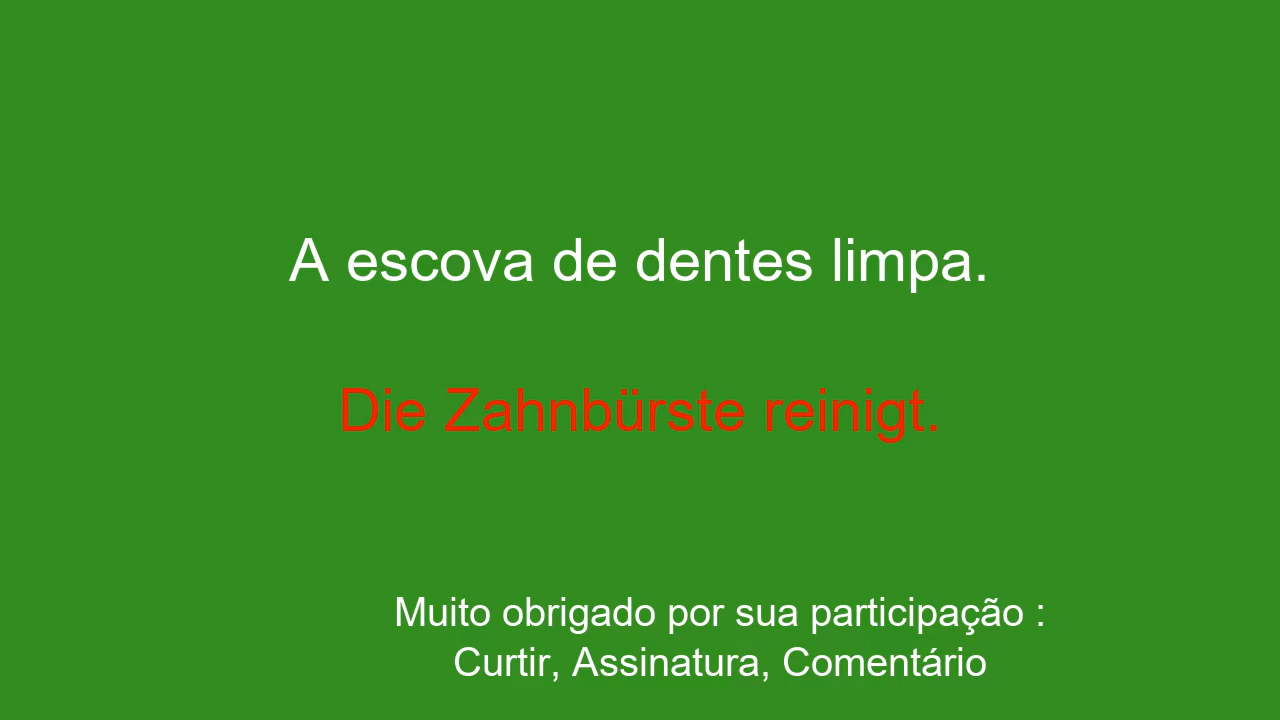 A escova de dentes limpa.
Die Zahnbürste reinigt.
Muito obrigado por sua participação :
Curtir, Assinatura, Comentário